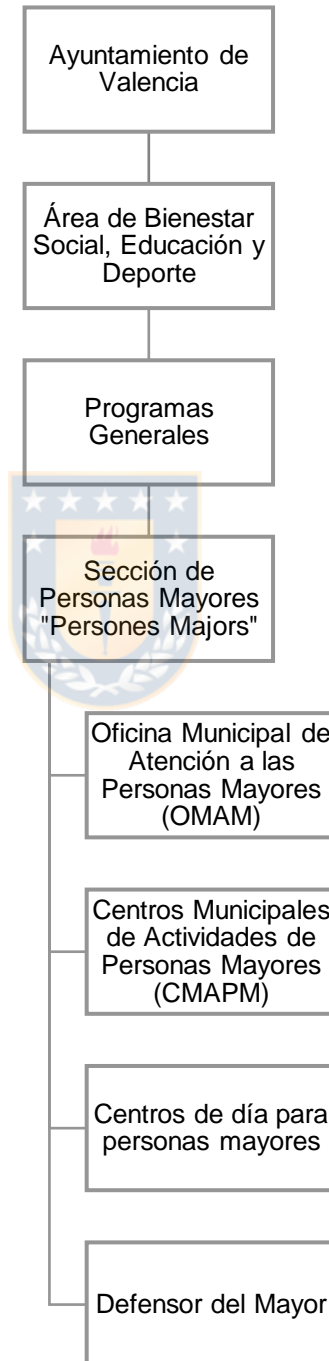 Ayuntamiento de
Valencia
Área de Bienestar
Social, Educación y
Deporte
Programas
Generales
Sección de
Personas Mayores
"Persones Majors"
Oficina Municipal de
Atención a las
Personas Mayores
(OMAM)
Centros Municipales
de Actividades de
Personas Mayores
(CMAPM)
Centros de día para
personas mayores
Defensor del Mayor